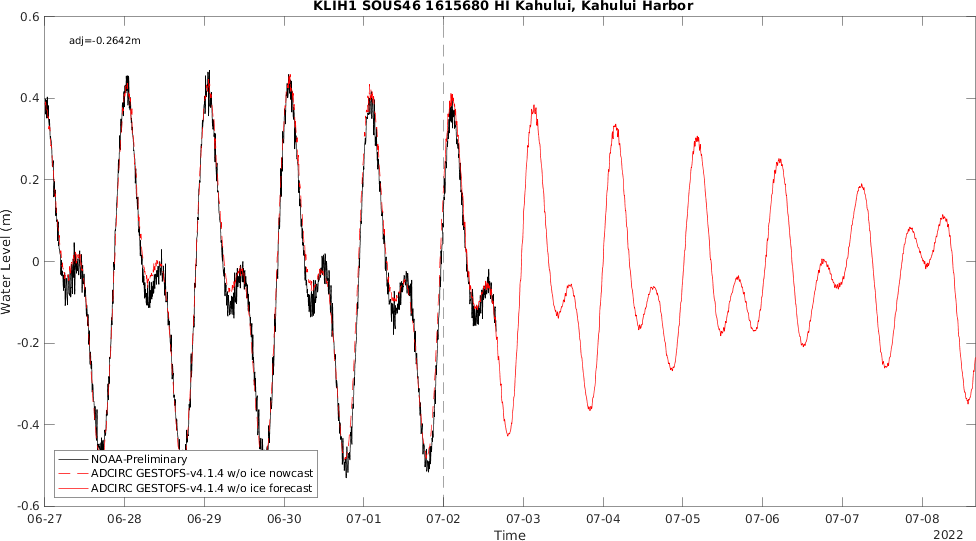 KLIH1 SOUS46 1615680 HI Kahului, Kahului Harbor
adj=-0.2642m
0.6
0.4
0.2
0
-0.2
-0.4
-0.6
Water Level (m)
NOAA-Preliminary
ADCIRC GESTOFS-v4.1.4 w/o ice nowcast
ADCIRC GESTOFS-v4.1.4 w/o ice forecast
06-27 06-28 06-29 06-30 07-01 07-02 07-03 07-04 07-05 07-06 07-07 07-08
Time
2022